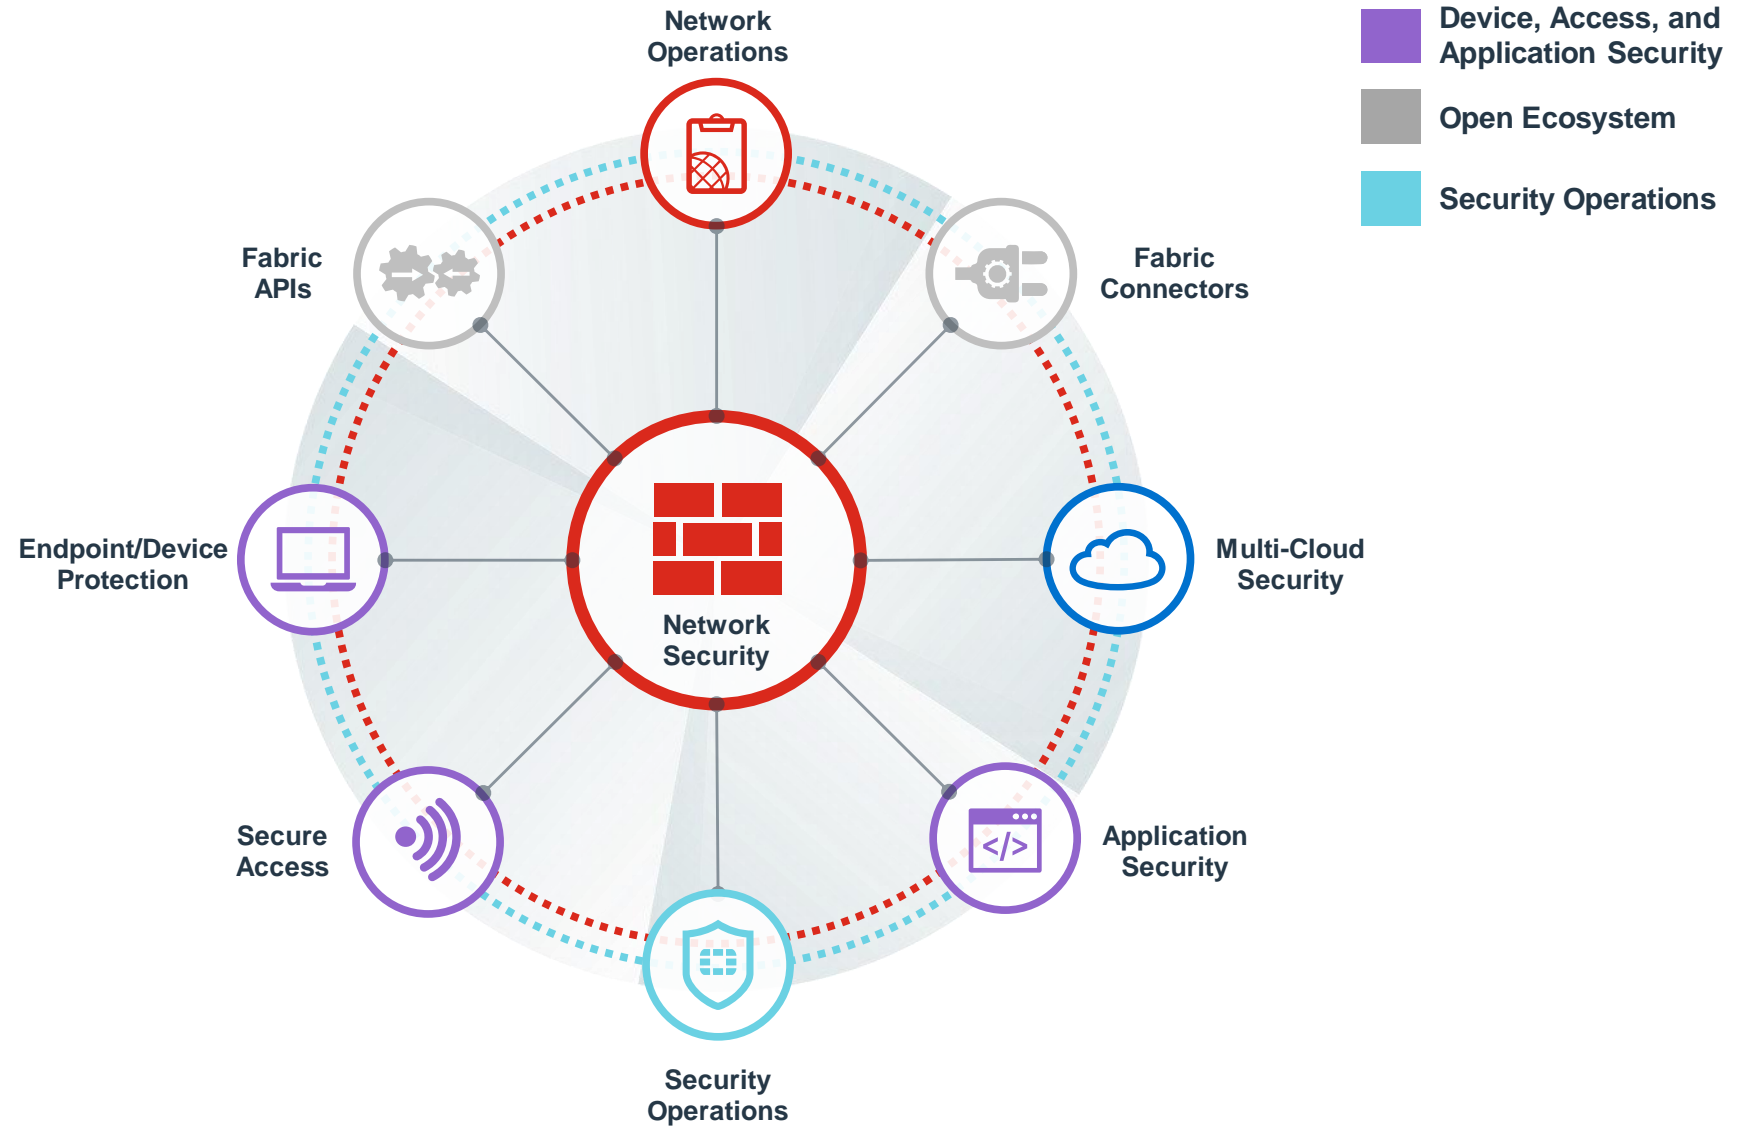 Network
Operations
Device, Access, and
Application Security
Open Ecosystem
Security Operations
Fabric
APIs
Fabric
Connectors
Endpoint/Device
Protection
Network
Security
Multi-Cloud
Security
Secure
Access
</>
Application
Security
Security
Operations